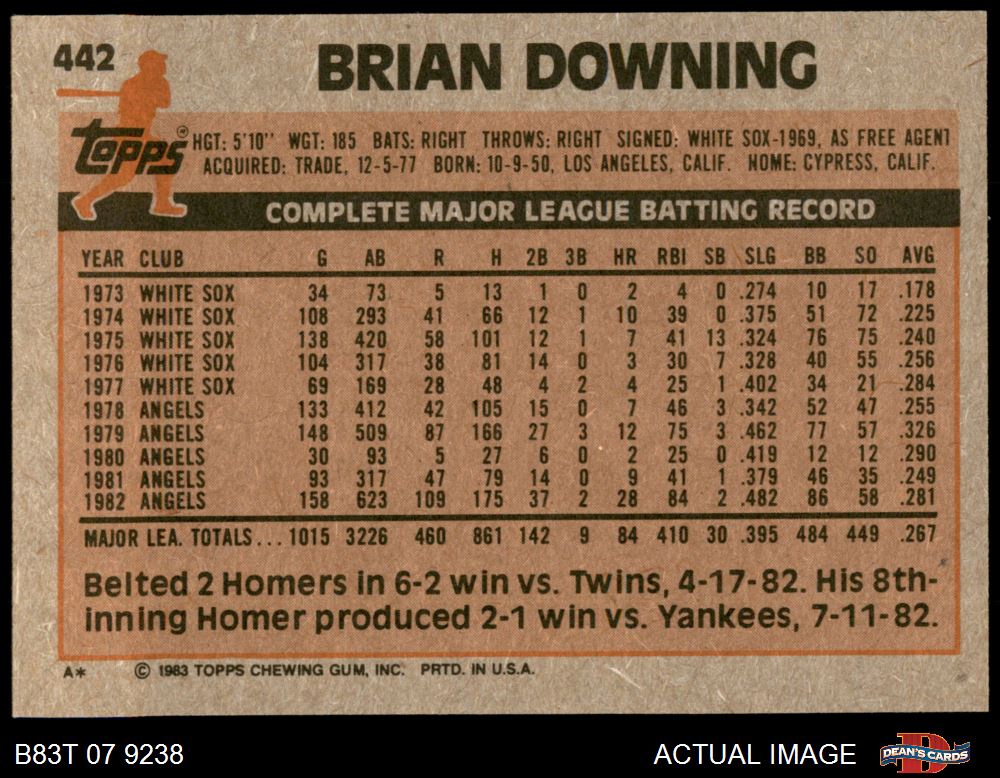 442
BRIAN DOWNING
Topps®
HGT: 5'10'' WGT: 185 BATS: RIGHT THROWS: RIGHT SIGNED: WHITE SOX-1969, AS FREE AGENT
ACQUIRED: TRADE, 12-5-77 BORN: 10-9-50, LOS ANGELES, CALIF. HOME: CYPRESS, CALIF.
COMPLETE MAJOR LEAGUE BATTING RECORD
YEAR CLUB G AB R H 2B 3B HR RBI SB SLG BB SO AVG
1973 WHITE SOX 34 73 5 13 1 0 2 4 0 .274 10 17 .178
1974 WHITE SOX 108 293 41 66 12 1 10 39 0 .375 51 72 .225
1975 WHITE SOX 138 420 58 101 12 1 7 41 13 .324 76 75 .240
1976 WHITE SOX 104 317 38 81 14 0 3 30 7 .328 40 55 .256
1977 WHITE SOX 69 169 28 48 4 2 4 25 1 .402 34 21 .284
1978 ANGELS 133 412 42 105 15 0 7 46 3 .342 52 47 .255
1979 ANGELS 148 509 87 166 27 3 12 75 3 .462 77 57 .326
1980 ANGELS 30 93 5 27 6 0 2 25 0 .419 12 12 .290
1981 ANGELS 93 317 47 79 14 0 9 41 1 .379 46 35 .249
1982 ANGELS 158 623 109 175 37 2 28 84 2 .482 86 58 .281
MAJOR LEA. TOTALS... 1015 3226 460 861 142 9 84 410 30 .395 484 449 .267
Belted 2 Homers in 6-2 win vs. Twins, 4-17-82. His 8th-
inning Homer produced 2-1 win vs. Yankees, 7-11-82.
A* © 1983 TOPPS CHEWING GUM, INC. PRTD. IN U.S.A.
B83T 07 9238 ACTUAL IMAGE DEAN'S CARDS